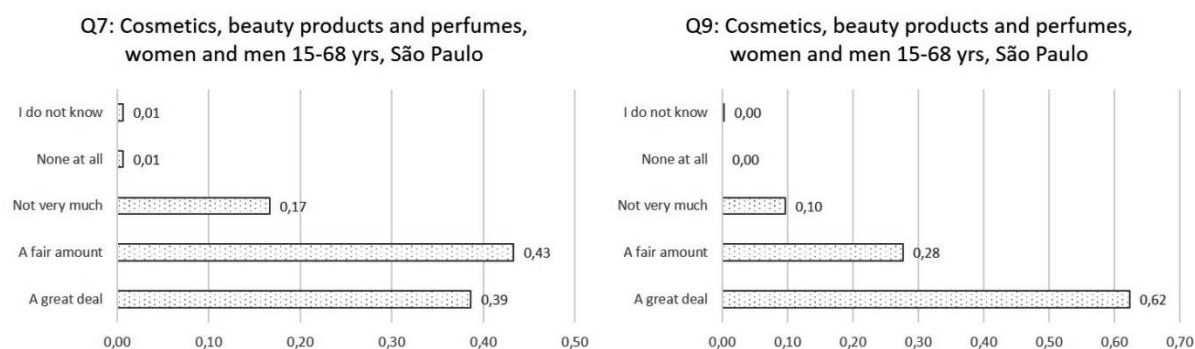 Q7: Cosmetics, beauty products and perfumes,
women and men 15-68 yrs, São Paulo
I do not know 0,01
None at all 0,01
Not very much 0,17
A fair amount 0,43
A great deal 0,39
0,00 0,10 0,20 0,30 0,40 0,50
Q9: Cosmetics, beauty products and perfumes,
women and men 15-68 yrs, São Paulo
I do not know 0,00
None at all 0,00
Not very much 0,10
A fair amount 0,28
A great deal 0,62
0,00 0,10 0,20 0,30 0,40 0,50 0,60 0,70